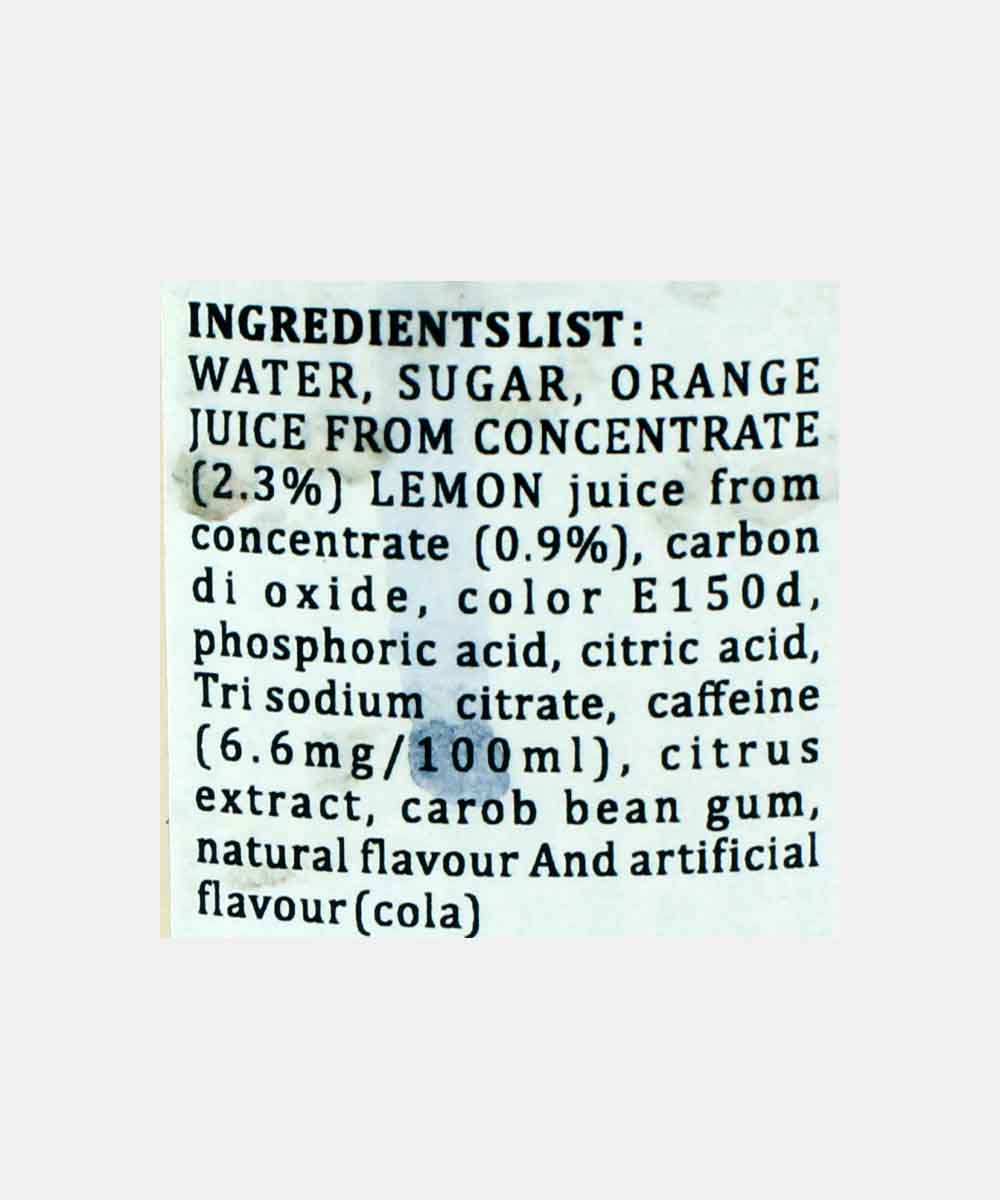 INGREDIENTS LIST:
WATER, SUGAR, ORANGE
JUICE FROM CONCENTRATE
(2.3%) LEMON juice from
concentrate (0.9%), carbon
di oxide, color E150d,
phosphoric acid, citric acid,
Tri sodium citrate, caffeine
(6.6mg/100ml), citrus
extract, carob bean gum,
natural flavour And artificial
flavour (cola)